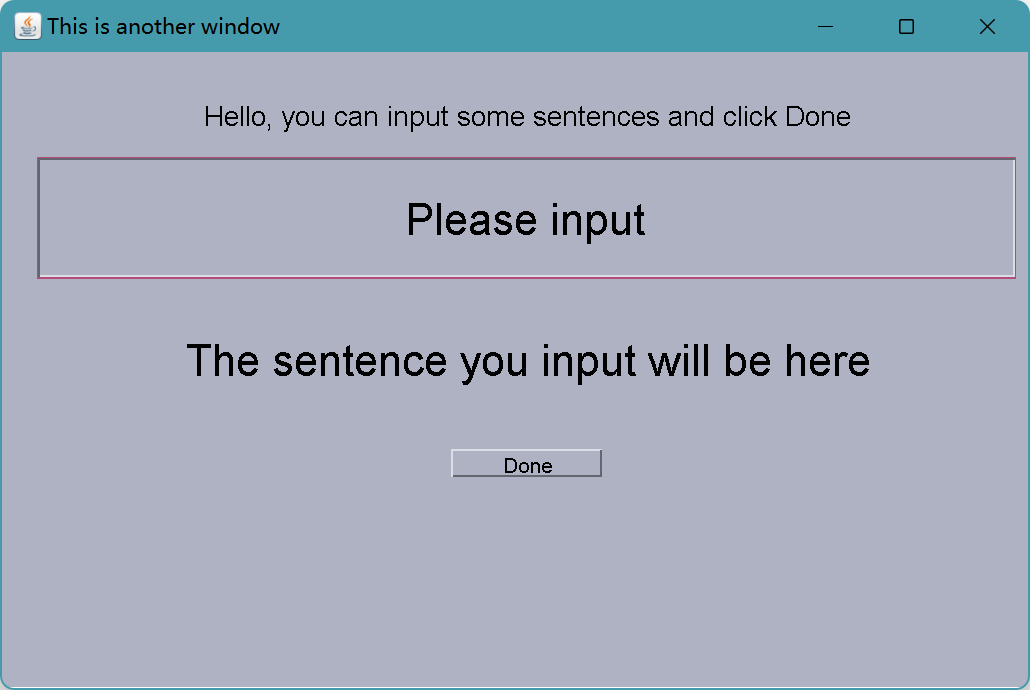 This is another window
Hello, you can input some sentences and click Done
Please input
The sentence you input will be here
Done